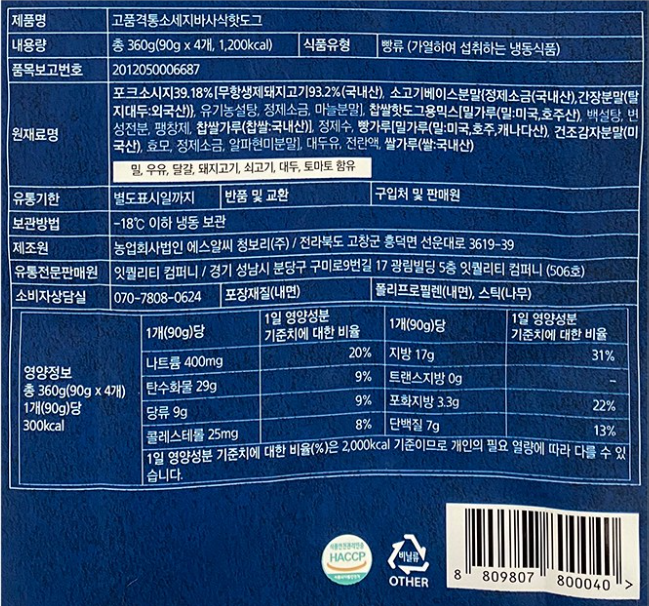 제품명 고품격통소세지바사삭핫도그
내용량 총 360g(90g x 4개, 1,200kcal) 식품유형 빵류 (가열하여 섭취하는 냉동식품)
품목보고번호 2012050006687
원재료명
포크소시지39.18%[무항생제돼지고기93.2%(국내산), 소고기베이스분말(정제소금(국내산),간장분말(탈
지대두:외국산)}, 유기농설탕, 정제소금, 마늘분말], 찹쌀핫도그용믹스[밀가루(밀:미국,호주산), 백설탕, 변
성전분, 팽창제, 찹쌀가루(찹쌀:국내산)], 정제수, 빵가루[밀가루(밀:미국,호주,캐나다산), 건조감자분말(미
국산), 효모, 정제소금, 알파현미분말], 대두유, 전란액, 쌀가루(쌀:국산)
밀, 우유, 달걀, 돼지고기, 쇠고기, 대두, 토마토 함유
유통기한 별도표시일까지 반품 및 교환 구입처 및 판매원
보관방법 -18℃ 이하 냉동 보관
제조원 농업회사법인 에스알씨 청보리(주) / 전라북도 고창군 흥덕면 선운대로 3619-39
유통전문판매원 잇퀄리티 컴퍼니 / 경기 성남시 분당구 구미로9번길 17 광림빌딩 5층 잇퀄리티 컴퍼니 (506호)
소비자상담실 070-7808-0624 포장재질(내면) 폴리프로필렌(내면), 스틱(나무)
영양정보
총 360g(90g x 4개)
1개(90g)당
300kcal
1개(90g)당 1일 영양성분 기준치에 대한 비율 1개(90g)당 1일 영양성분 기준치에 대한 비율
나트륨 400mg 20% 지방 17g 31%
탄수화물 29g 9% 트랜스지방 0g -
당류 9g 9% 포화지방 3.3g 22%
콜레스테롤 25mg 8% 단백질 7g 13%
1일 영양성분 기준치에 대한 비율(%)은 2,000kcal 기준이므로 개인의 필요 열량에 따라 다를 수 있
습니다.
HACCP
비닐류
OTHER
8 809807 800040 >